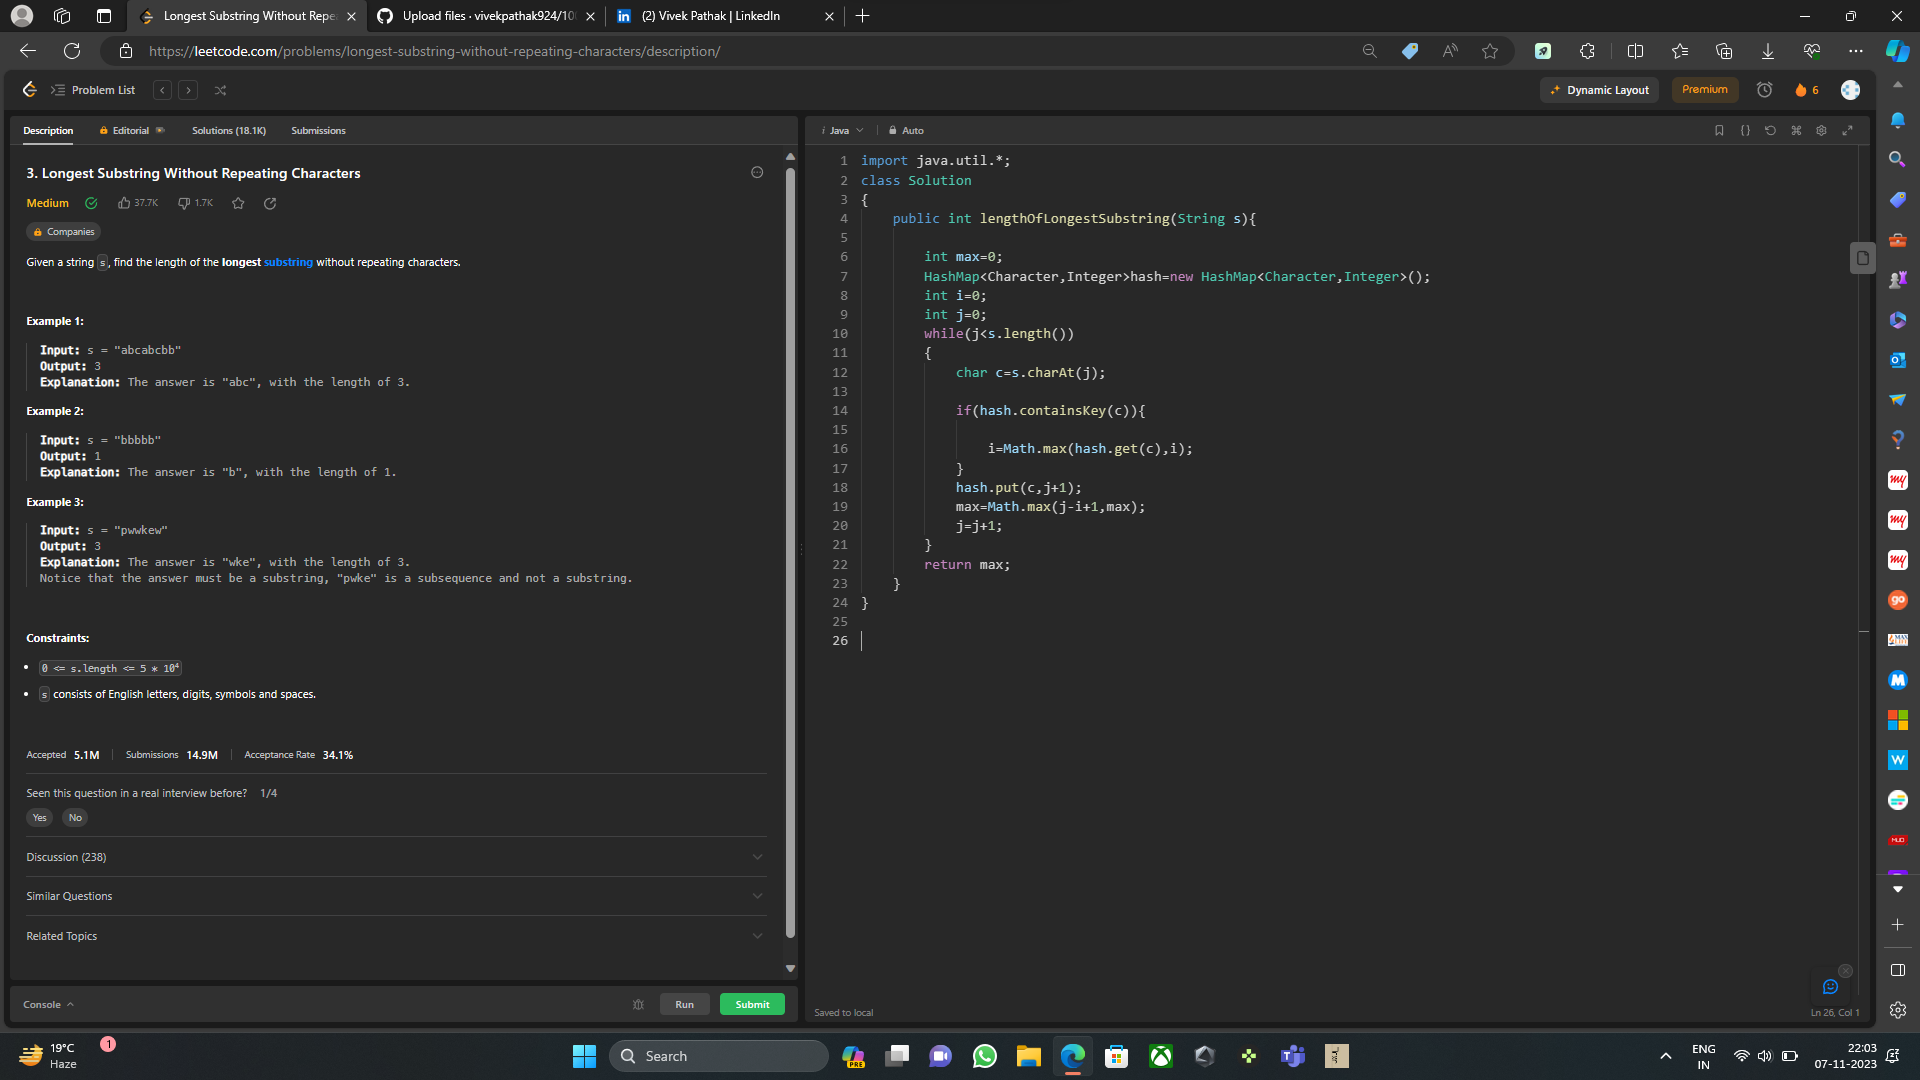 Longest Substring Without Repe
Upload files · vivekpathak924/10
(2) Vivek Pathak | LinkedIn
https://leetcode.com/problems/longest-substring-without-repeating-characters/description/
Problem List
Dynamic Layout
Premium
6
Description
Editorial
Solutions (18.1K)
Submissions
3. Longest Substring Without Repeating Characters
Medium
37.7K
1.7K
Companies
Given a string s, find the length of the longest substring without repeating characters.
Example 1:
Input: s = "abcabcbb"
Output: 3
Explanation: The answer is "abc", with the length of 3.
Example 2:
Input: s = "bbbbb"
Output: 1
Explanation: The answer is "b", with the length of 1.
Example 3:
Input: s = "pwwkew"
Output: 3
Explanation: The answer is "wke", with the length of 3.
Notice that the answer must be a substring, "pwke" is a subsequence and not a substring.
Constraints:
• 0 <= s.length <= 5 * 10⁴
• s consists of English letters, digits, symbols and spaces.
Accepted 5.1M
Submissions 14.9M
Acceptance Rate 34.1%
Seen this question in a real interview before? 1/4
Yes
No
Discussion (238)
Similar Questions
Related Topics
Console
Run
Submit
i Java
Auto
1 import java.util.*;
2 class Solution
3 {
4 public int lengthOfLongestSubstring(String s){
5
6 int max=0;
7 HashMap<Character,Integer>hash=new HashMap<Character,Integer>();
8 int i=0;
9 int j=0;
10 while(j<s.length())
11 {
12 char c=s.charAt(j);
13
14 if(hash.containsKey(c)){
15
16 i=Math.max(hash.get(c),i);
17 }
18 hash.put(c,j+1);
19 max=Math.max(j-i+1,max);
20 j=j+1;
21 }
22 return max;
23 }
24 }
25
26
Saved to local
Ln 26, Col 1
my
my
my
go
W
19°C
Haze
1
Search
PRE
ENG
IN
22:03
07-11-2023